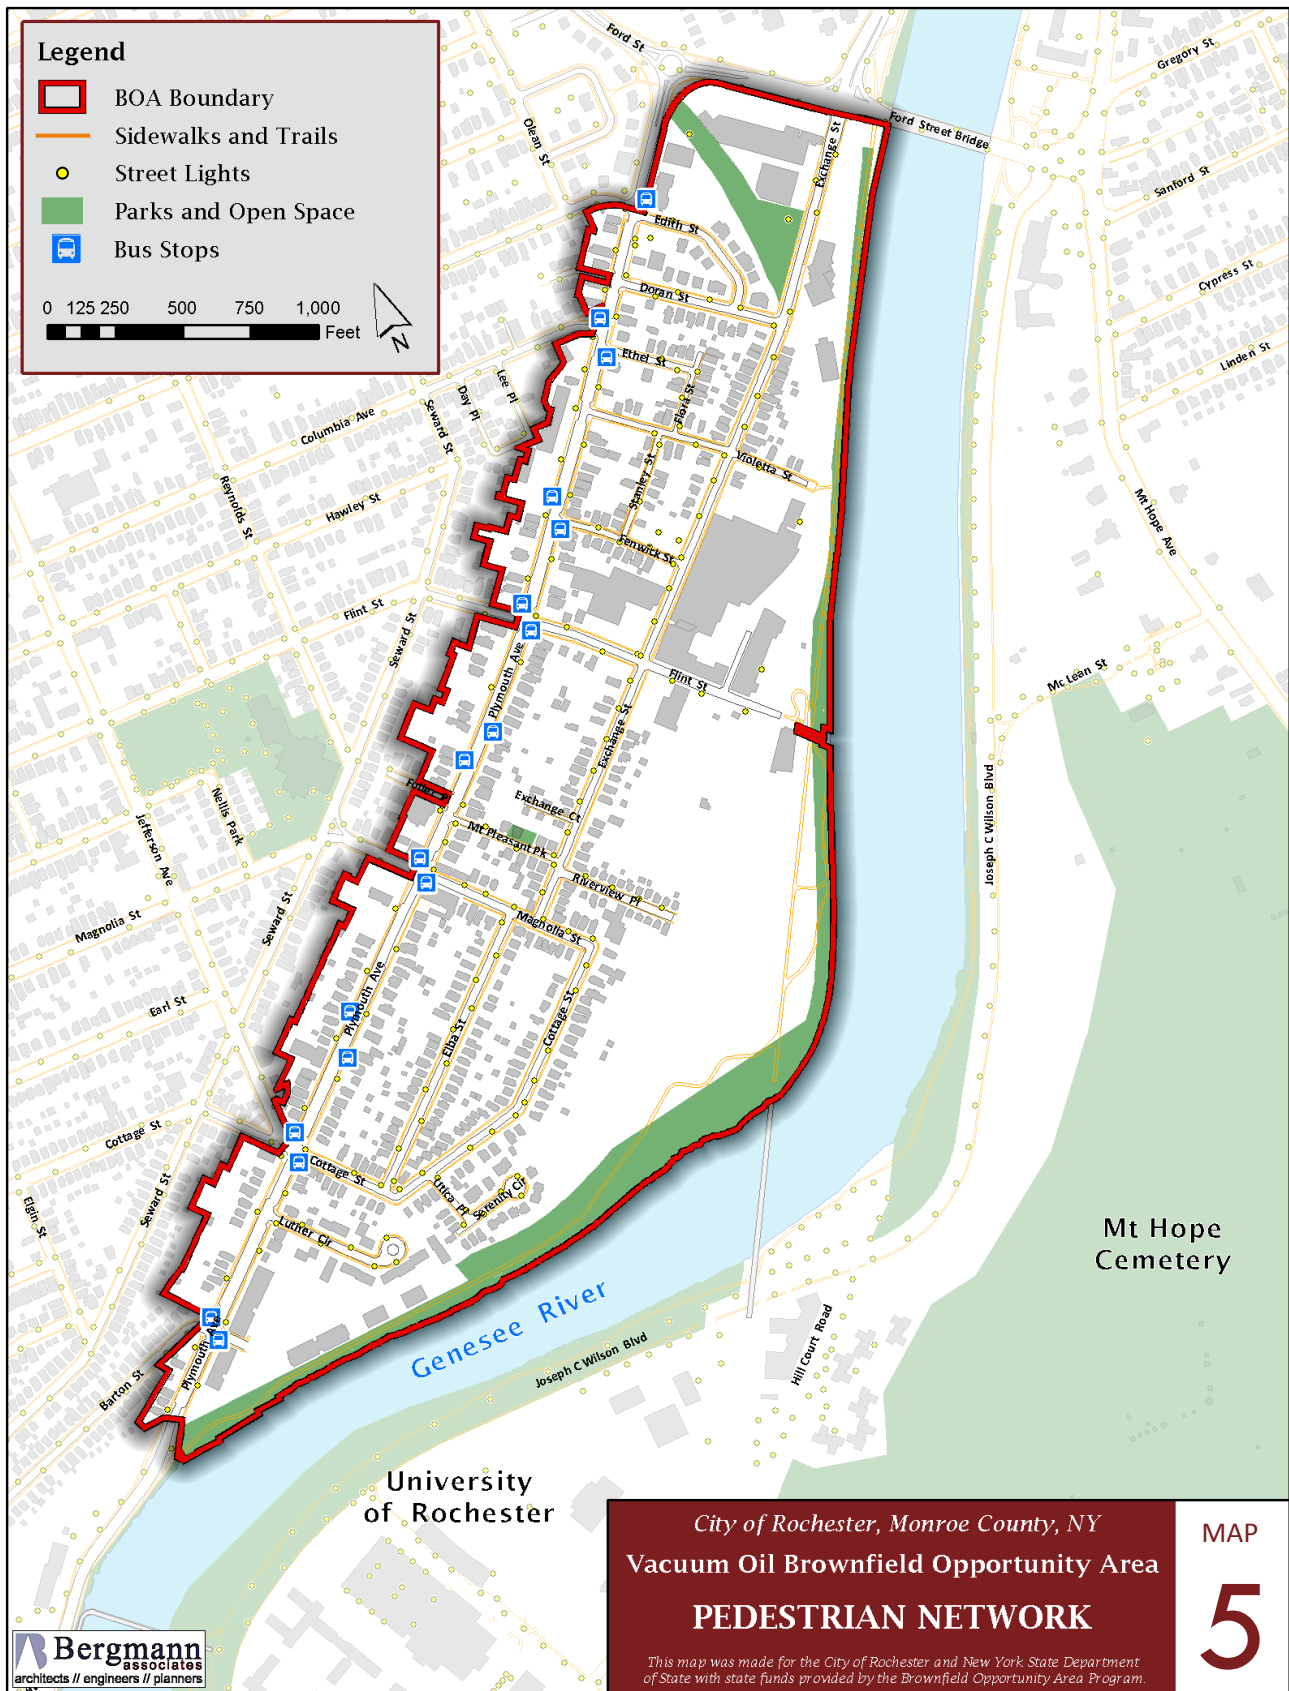 Legend
BOA Boundary
Sidewalks and Trails
Street Lights
Parks and Open Space
Bus Stops
0 125 250 500 750 1,000
Feet
N
Ford St
Gregory St
Ford Street Bridge
Olean St
Exchange St
Sanford St
Edith St
Cypress St
Doran St
Linden St
Ethel St
Lee Pl
Day Pl
Flora St
Columbia Ave
Seward St
Violetta St
Reynolds St
Stanley St
Hawley St
Mt Hope Ave
Fenwick St
Flint St
Seward St
Plymouth Ave
Flint St
Mc Lean St
Exchange St
Joseph C Wilson Blvd
Exchange Ct
Nellis Park
Mt Pleasant Pk
Jefferson Ave
Riverview Pl
Magnolia St
Seward St
Magnolia St
Plymouth Ave
Earl St
Elba St
Cottage St
Cottage St
Cottage St
Utica Pl
Serenity Cir
Seward St
Elgin St
Luther Cir
Mt Hope
Cemetery
Genesee River
Plymouth Ave
Hill Court Road
Joseph C Wilson Blvd
Barton St
University
of Rochester
City of Rochester, Monroe County, NY
Vacuum Oil Brownfield Opportunity Area
PEDESTRIAN NETWORK
This map was made for the City of Rochester and New York State Department
of State with state funds provided by the Brownfield Opportunity Area Program.
MAP
5
Bergmann
associates
architects // engineers // planners